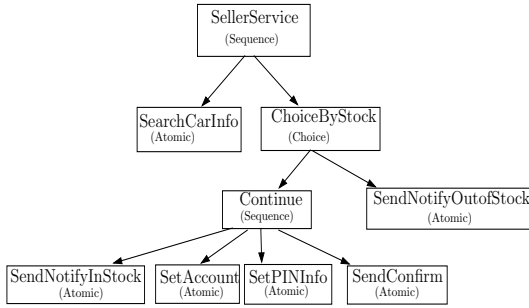 SellerService
(Sequence)
SearchCarInfo
(Atomic)
ChoiceByStock
(Choice)
Continue
(Sequence)
SendNotifyOutofStock
(Atomic)
SendNotifyInStock
(Atomic)
SetAccount
(Atomic)
SetPINInfo
(Atomic)
SendConfirm
(Atomic)